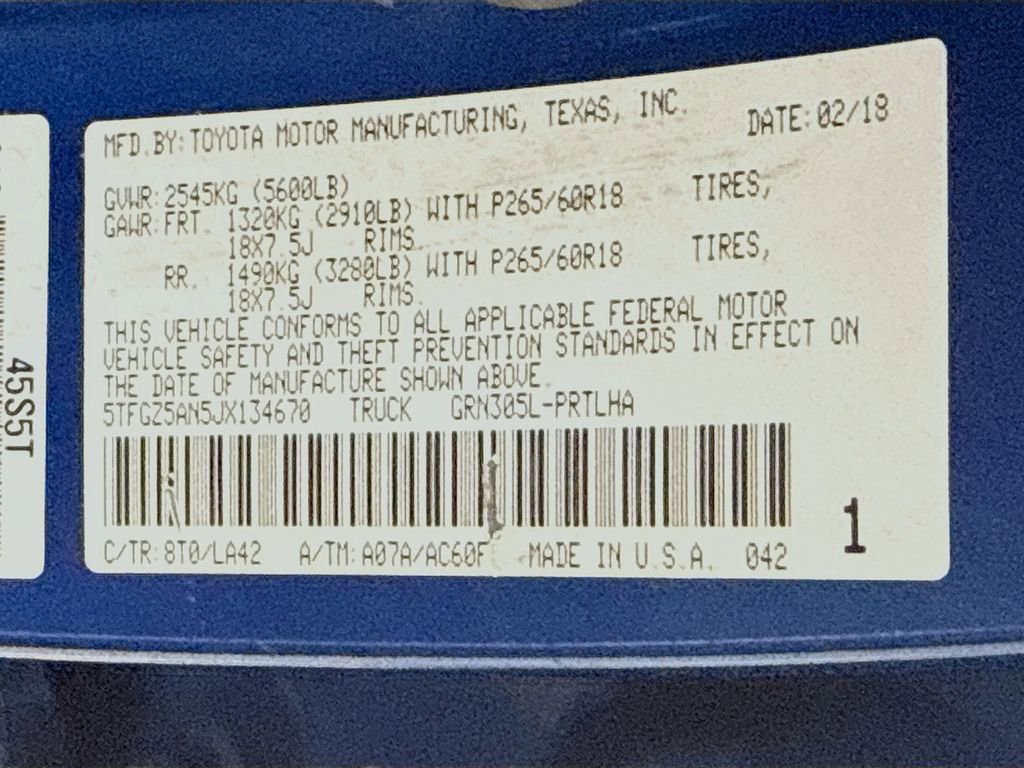 MFD.BY:TOYOTA MOTOR MANUFACTURING, TEXAS, INC. DATE:02/18
GVWR:2545KG (5600LB)
GAWR:FRT. 1320KG (2910LB) WITH P265/60R18 TIRES,
18X7.5J RIMS.
RR. 1490KG (3280LB) WITH P265/60R18 TIRES,
18X7.5J RIMS.
THIS VEHICLE CONFORMS TO ALL APPLICABLE FEDERAL MOTOR
VEHICLE SAFETY AND THEFT PREVENTION STANDARDS IN EFFECT ON
THE DATE OF MANUFACTURE SHOWN ABOVE.
5TFGZ5AN5JX134670 TRUCK GRN305L-PRTLHA
C/TR:8T0/LA42 A/TM:A07A/AC60F MADE IN U.S.A. 042
1
45S5T